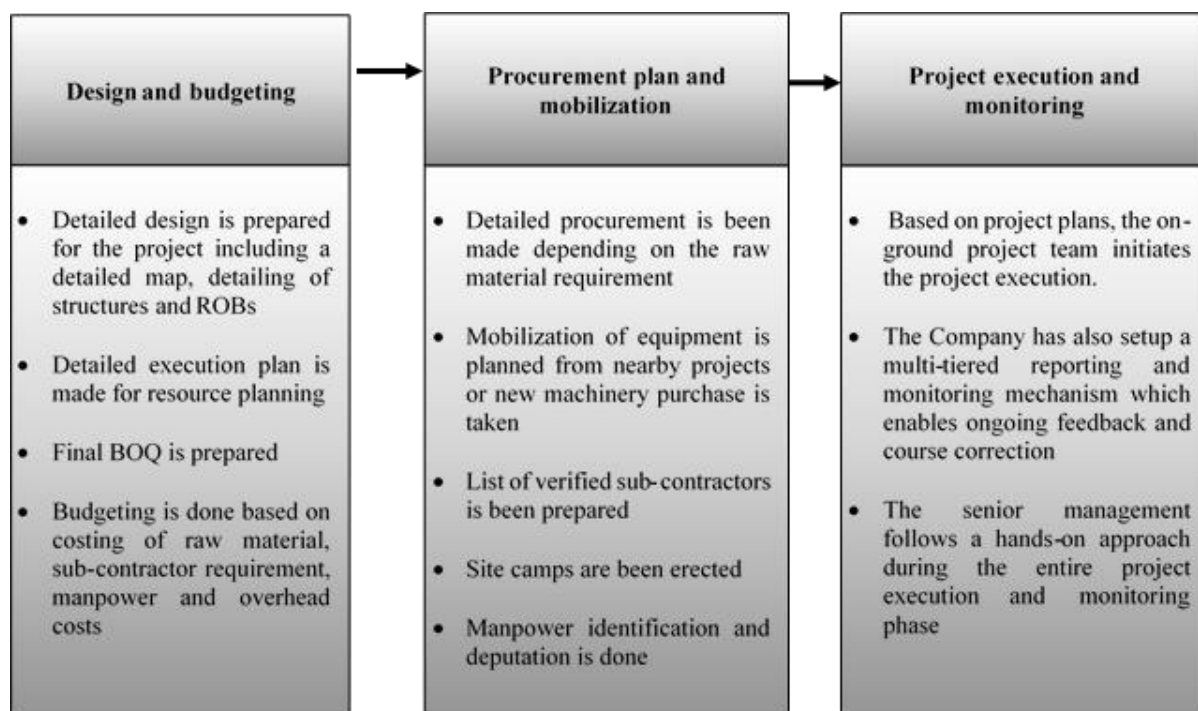 Design and budgeting
Detailed design is prepared
for the project including a
detailed map, detailing of
structures and ROBs
Detailed execution plan is
made for resource planning
Final BOQ is prepared
Budgeting is done based on
costing of raw material,
sub-contractor requirement,
manpower and overhead
costs
Procurement plan and
mobilization
Detailed procurement is been
made depending on the raw
material requirement
Mobilization of equipment is
planned from nearby projects
or new machinery purchase is
taken
List of verified sub-contractors
is been prepared
Site camps are been erected
Manpower identification and
deputation is done
Project execution and
monitoring
Based on project plans, the on-
ground project team initiates
the project execution.
The Company has also setup a
multi-tiered reporting and
monitoring mechanism which
enables ongoing feedback and
course correction
The senior management
follows a hands-on approach
during the entire project
execution and monitoring
phase